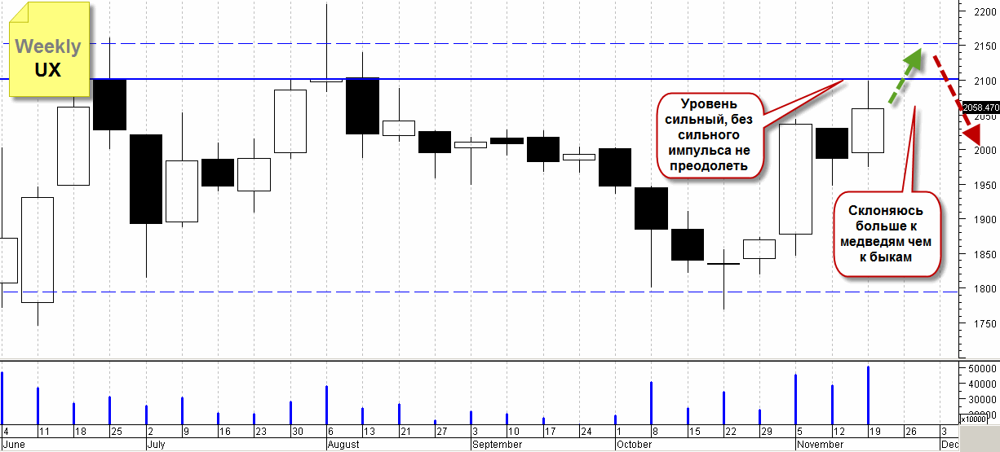 Weekly
UX
2200
2150
2100
2058.470
2050
2000
1950
1900
1850
1800
1750
Уровень
сильный, без
сильного
импульса не
преодолеть
Склоняюсь
больше к
медведям чем
к быкам
50000
40000
30000
20000
x10000
4 11 18 25 2 9 16 23 30 6 13 21 27 3 10 17 24 1 8 15 22 29 5 12 19 26 3
June July August September October November Dec